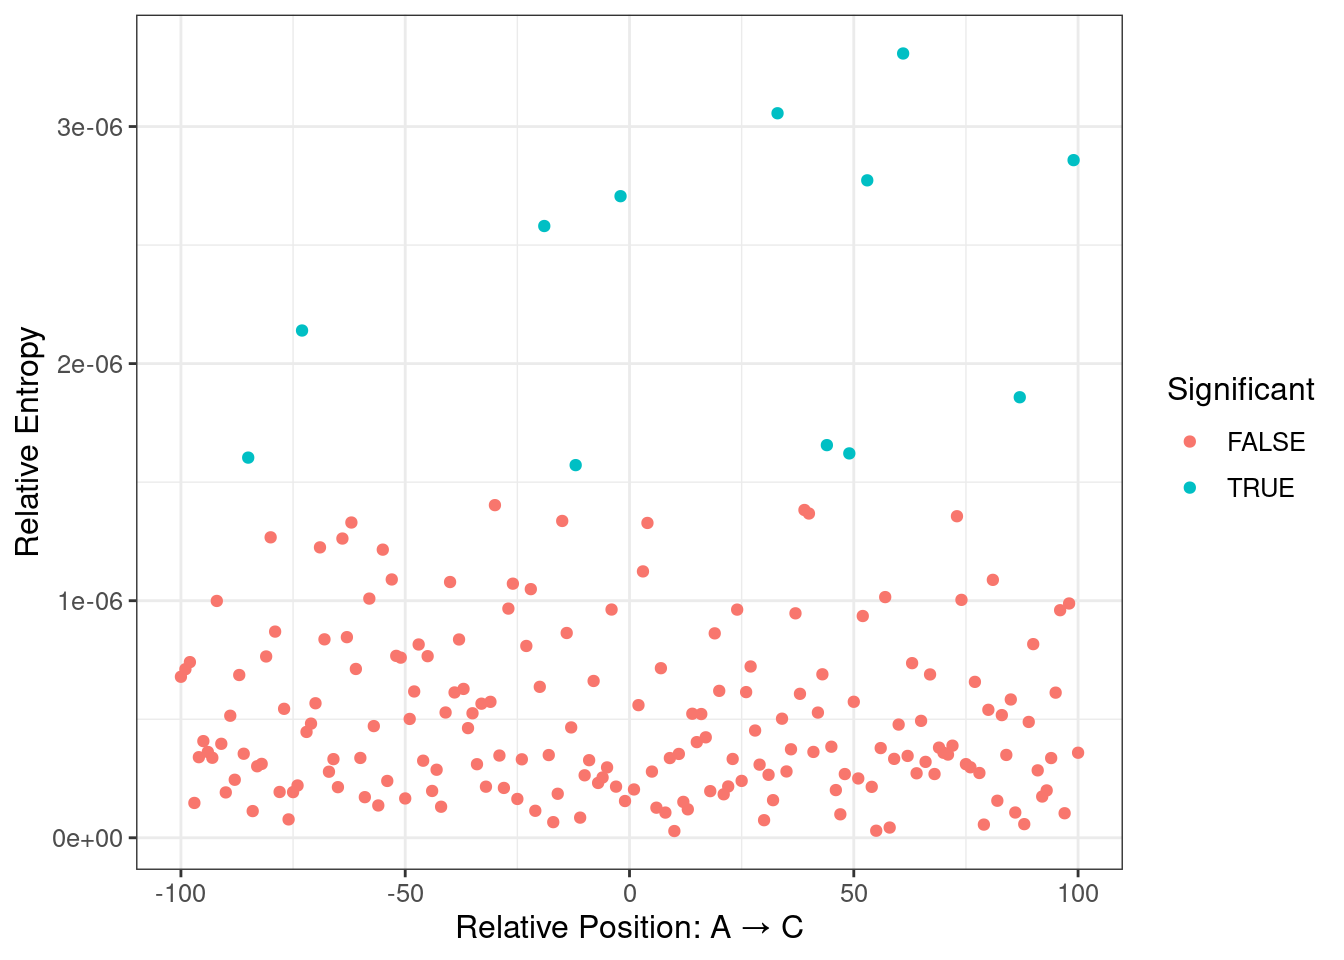 3e-06
2e-06
1e-06
0e+00
-100
-50
0
50
100
Relative Position: A → C
Relative Entropy
Significant
FALSE
TRUE